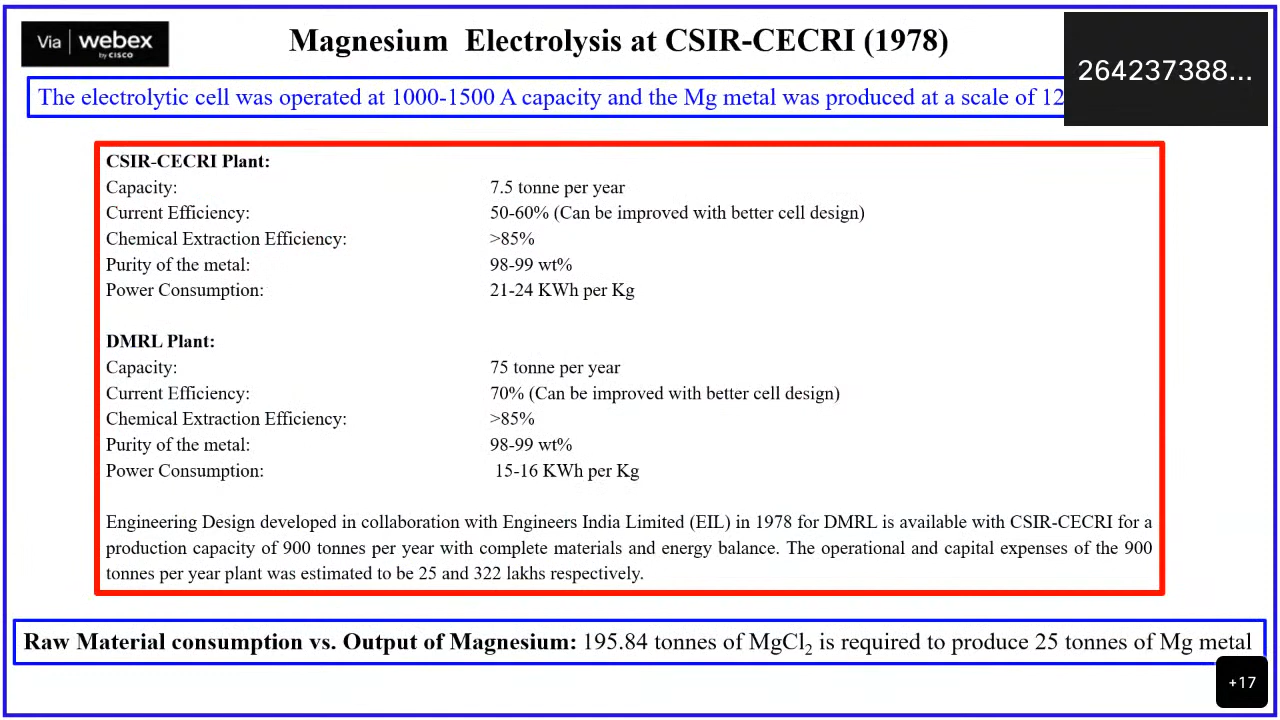 Via webex
by CISCO
Magnesium Electrolysis at CSIR-CECRI (1978)
264237388...
The electrolytic cell was operated at 1000-1500 A capacity and the Mg metal was produced at a scale of 12
CSIR-CECRI Plant:
Capacity: 7.5 tonne per year
Current Efficiency: 50-60% (Can be improved with better cell design)
Chemical Extraction Efficiency: >85%
Purity of the metal: 98-99 wt%
Power Consumption: 21-24 KWh per Kg
DMRL Plant:
Capacity: 75 tonne per year
Current Efficiency: 70% (Can be improved with better cell design)
Chemical Extraction Efficiency: >85%
Purity of the metal: 98-99 wt%
Power Consumption: 15-16 KWh per Kg
Engineering Design developed in collaboration with Engineers India Limited (EIL) in 1978 for DMRL is available with CSIR-CECRI for a
production capacity of 900 tonnes per year with complete materials and energy balance. The operational and capital expenses of the 900
tonnes per year plant was estimated to be 25 and 322 lakhs respectively.
Raw Material consumption vs. Output of Magnesium: 195.84 tonnes of MgCl₂ is required to produce 25 tonnes of Mg metal
+17